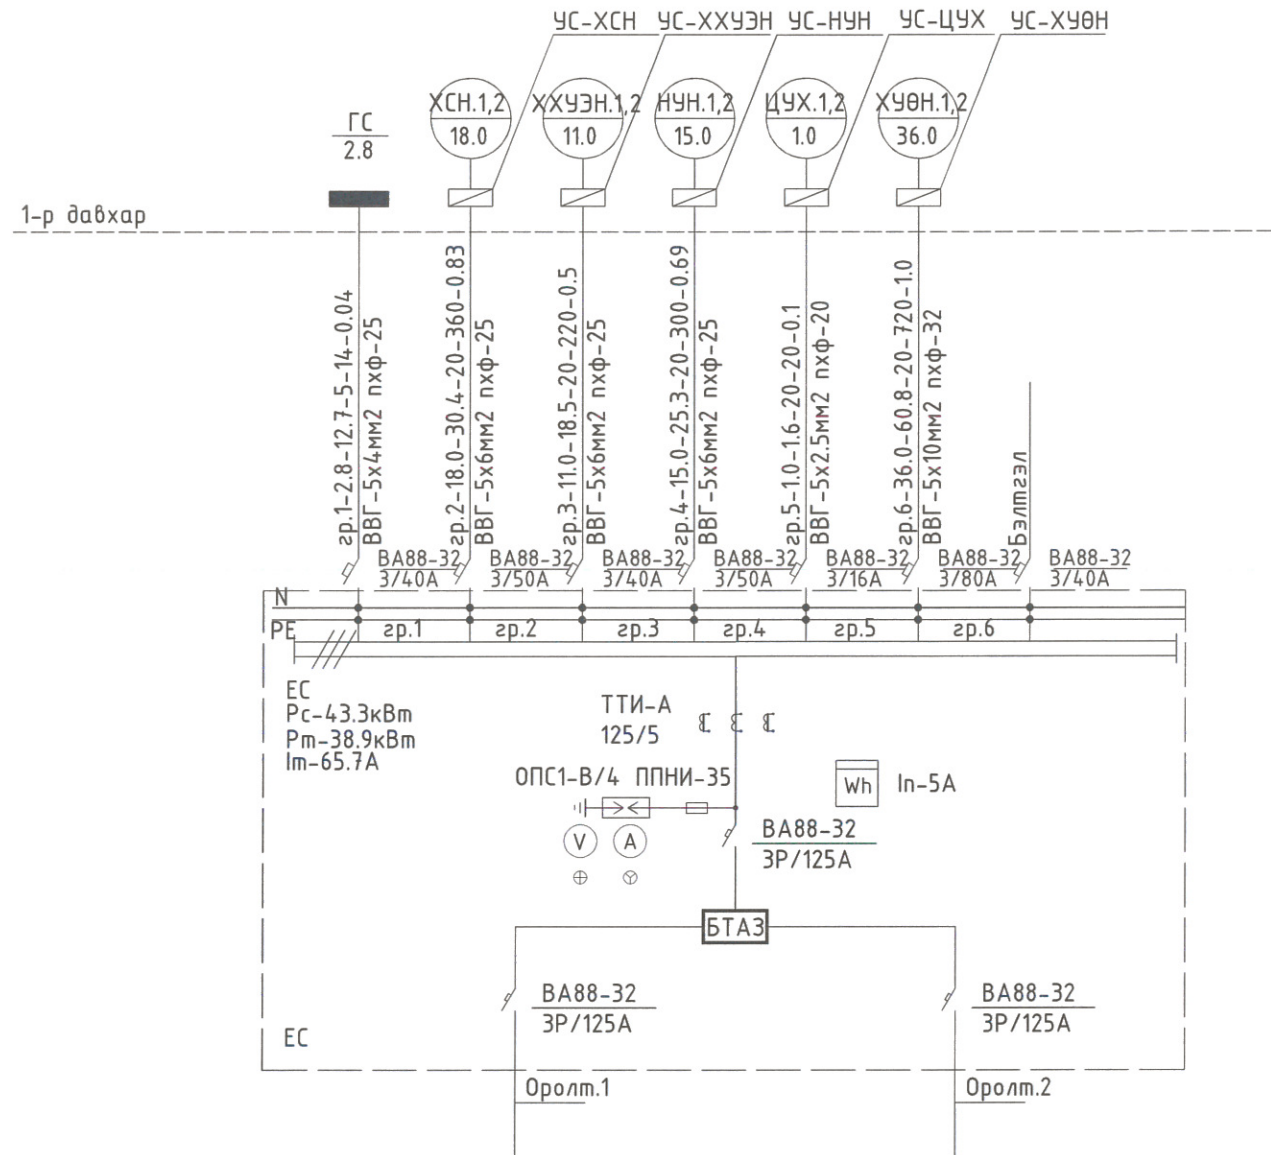 УС-ХСН
УС-ХХУЭН
УС-НУН
УС-ЦУХ
УС-ХУӨН
ГС
2.8
ХСН.1,2
18.0
ХХУЭН.1,2
11.0
НУН.1,2
15.0
ЦУХ.1,2
1.0
ХУӨН.1,2
36.0
1-р давхар
гр.1-2.8-12.7-5-14-0.04
ВВГ-5х4мм2 пхф-25
гр.2-18.0-30.4-20-360-0.83
ВВГ-5х6мм2 пхф-25
гр.3-11.0-18.5-20-220-0.5
ВВГ-5х6мм2 пхф-25
гр.4-15.0-25.3-20-300-0.69
ВВГ-5х6мм2 пхф-25
гр.5-1.0-1.6-20-20-0.1
ВВГ-5х2.5мм2 пхф-20
гр.6-36.0-60.8-20-720-1.0
ВВГ-5х10мм2 пхф-32
Бэлтгэл
ВА88-32
3/40А
ВА88-32
3/50А
ВА88-32
3/40А
ВА88-32
3/50А
ВА88-32
3/16А
ВА88-32
3/80А
ВА88-32
3/40А
N
PE
гр.1
гр.2
гр.3
гр.4
гр.5
гр.6
ЕС
Рс-43.3кВт
Рт-38.9кВт
Iт-65.7А
ТТИ-А
125/5
ОПС1-В/4 ППНИ-35
Wh
In-5А
V
A
ВА88-32
3Р/125А
БТАЗ
ВА88-32
3Р/125А
ВА88-32
3Р/125А
ЕС
Оролт.1
Оролт.2